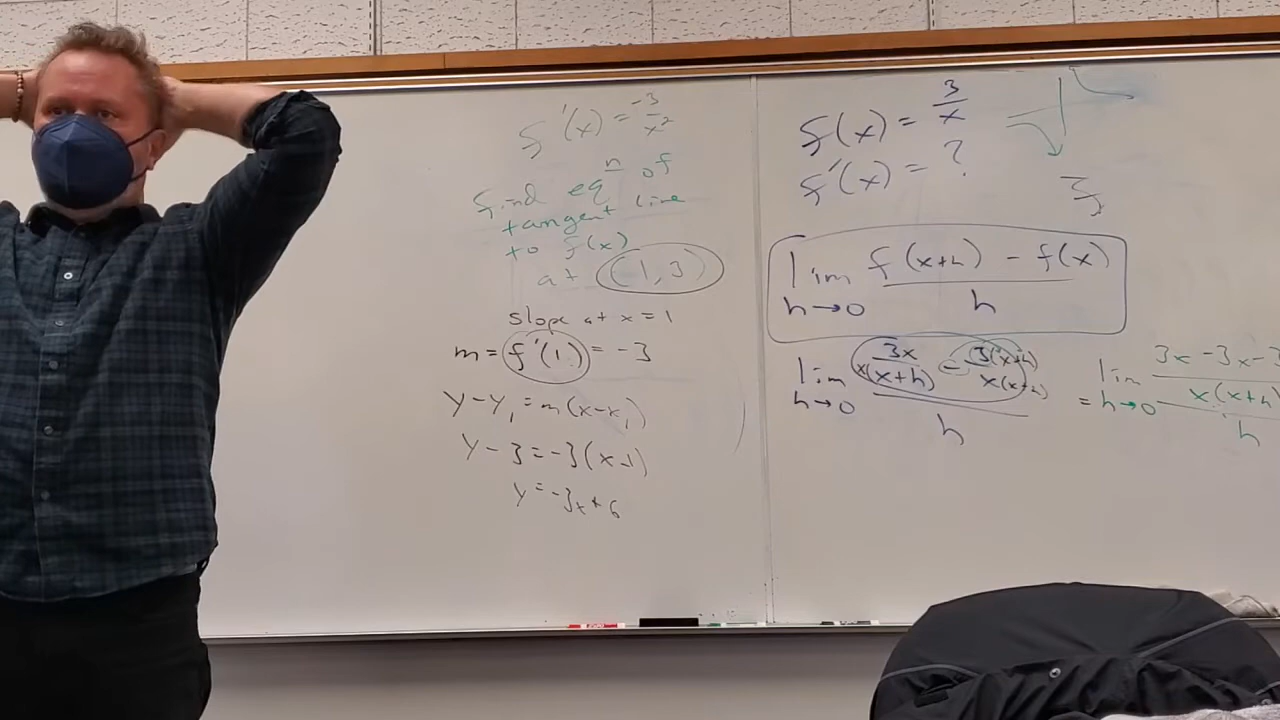 f'(x) = -3/x²
find eqⁿ of
tangent line
to f(x)
at (1,3)
slope at x=1
m = f'(1) = -3
y-y₁ = m(x-x₁)
y-3 = -3(x-1)
y = -3x+6
f(x) = 3/x
f'(x) = ?
lim h→0 (f(x+h) - f(x))/h
lim h→0 (3x/x(x+h) - 3(x+h)/x(x+h))/h
= lim h→0 (3x-3x-3/x(x+h)/h